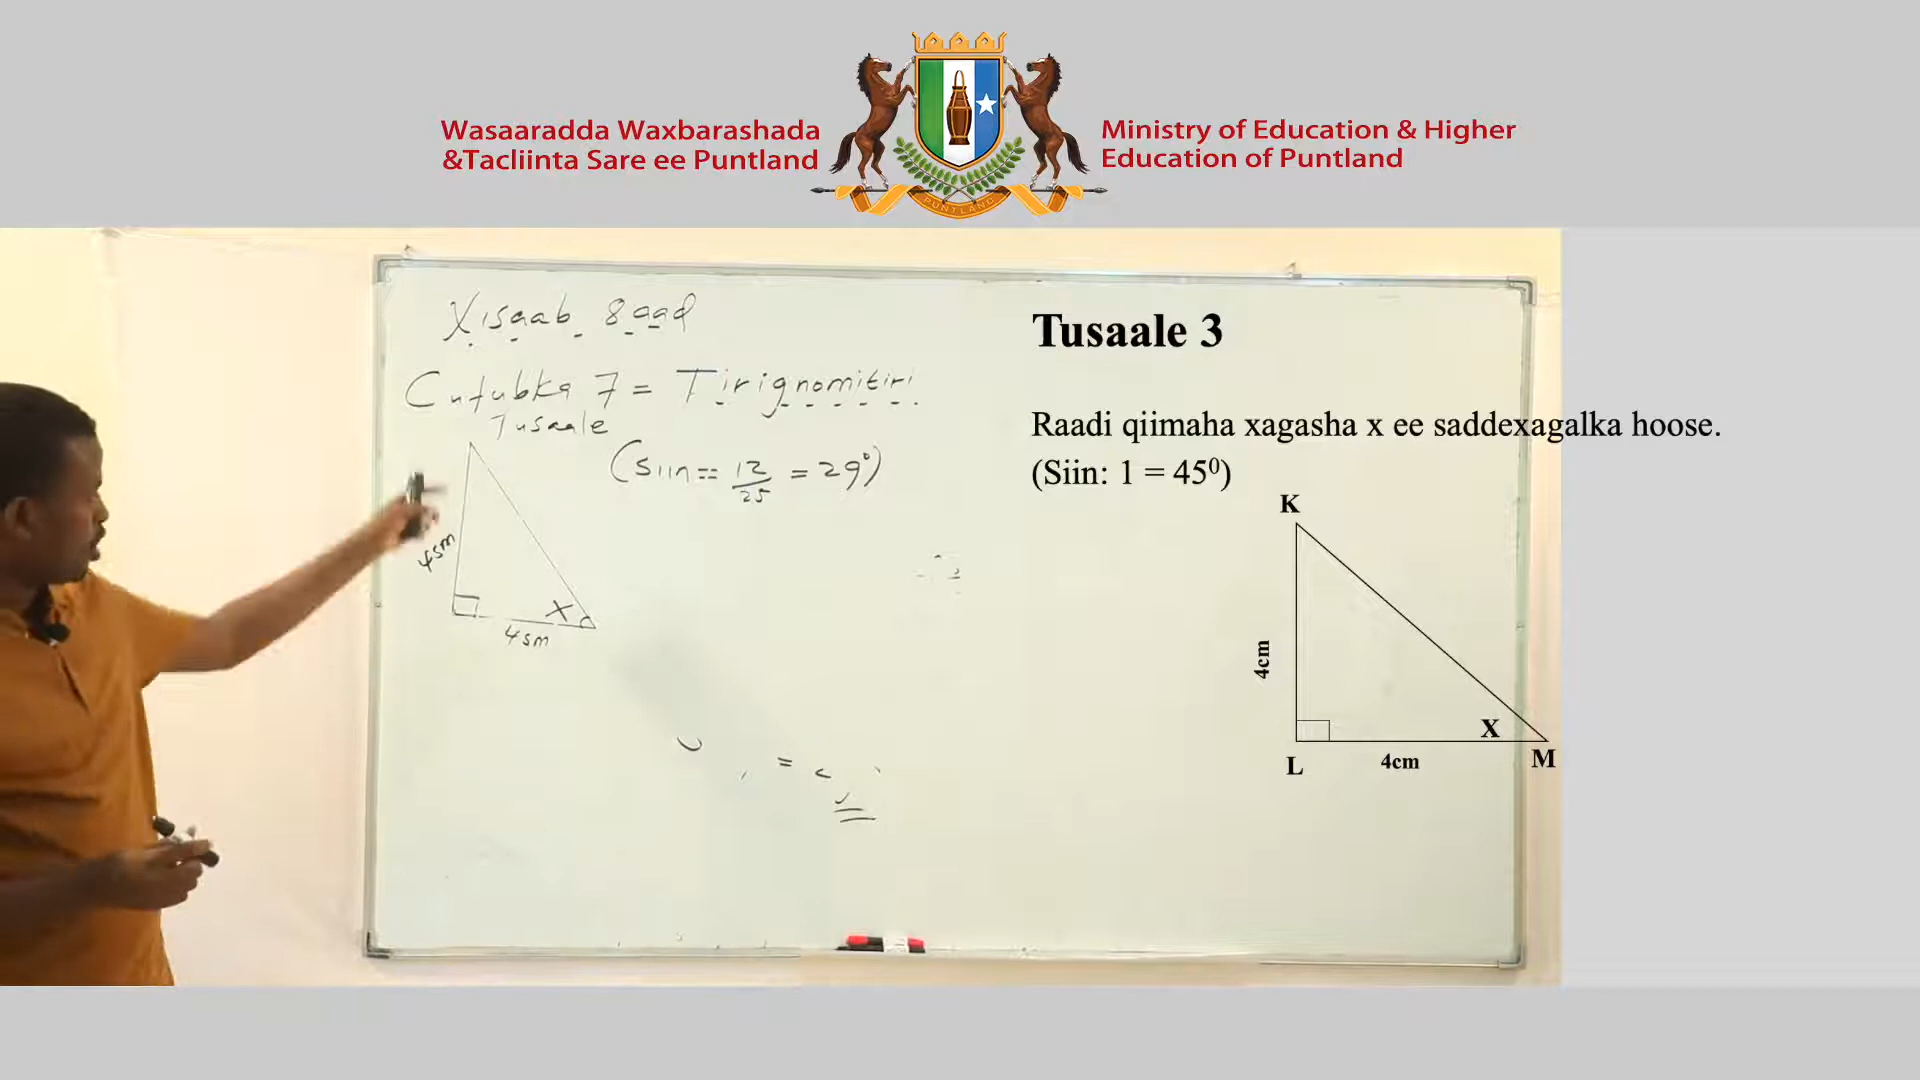 Wasaaradda Waxbarashada
&Tacliinta Sare ee Puntland
Ministry of Education & Higher
Education of Puntland
PUNTLAND
Xisaab 8aad
Cutubka 7 = Tirignomitiri
Tusaale
(Siin == 12/25 = 29°)
4sm
X
4sm
Tusaale 3
Raadi qiimaha xagasha x ee saddexagalka hoose.
(Siin: 1 = 45⁰)
K
4cm
X
L
4cm
M